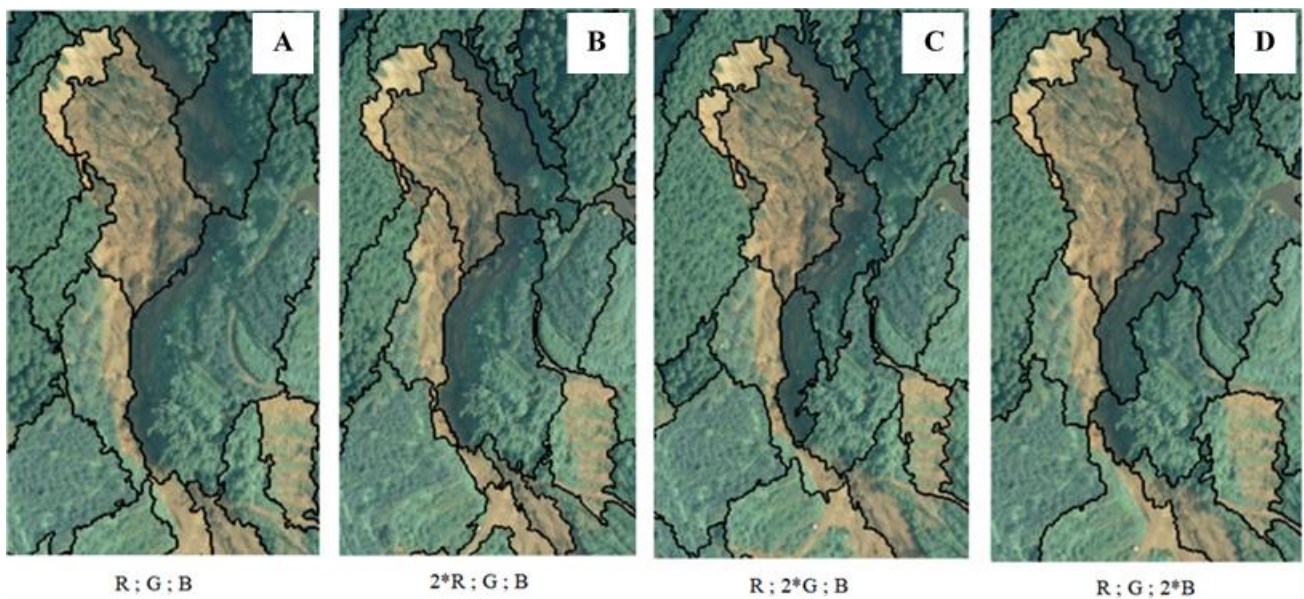 A
B
C
D
R ; G ; B
2*R ; G ; B
R ; 2*G ; B
R ; G ; 2*B